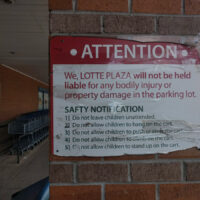 • ATTENTION •
We, LOTTE PLAZA will not be held
liable for any bodily injury or
property damage in the parking lot.
SAFTY NOTIFICATION
1) Do not leave children unattended.
2) Do not allow children to hang on the cart.
3) Do not allow children to push or the cart.
4) Do not allow children to climb on the cart.
5) Do not allow children to stand up on the cart.